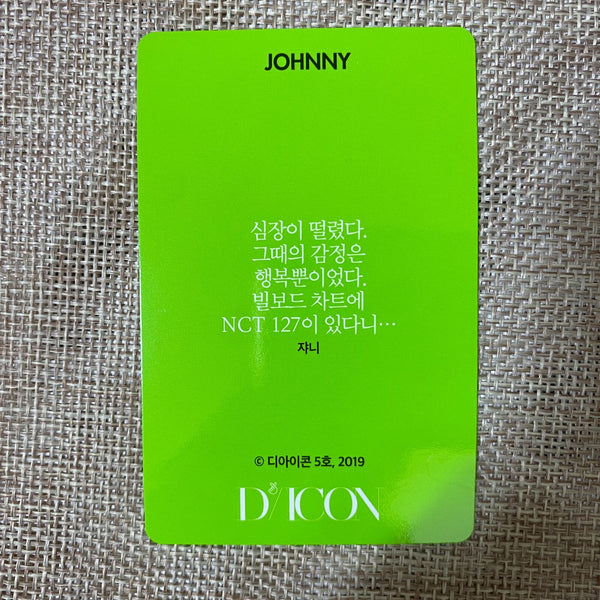 JOHNNY
심장이 떨렸다.
그때의 감정은
행복뿐이었다.
빌보드 차트에
NCT 127이 있다니…
쟈니
© 디아이콘 5호, 2019
D/ICON